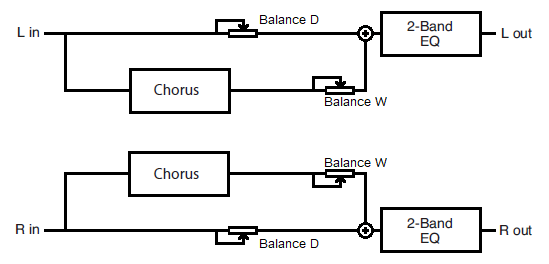 Balance D
L in
2-Band
EQ
L out
Chorus
Balance W
Balance W
Chorus
R in
2-Band
EQ
R out
Balance D